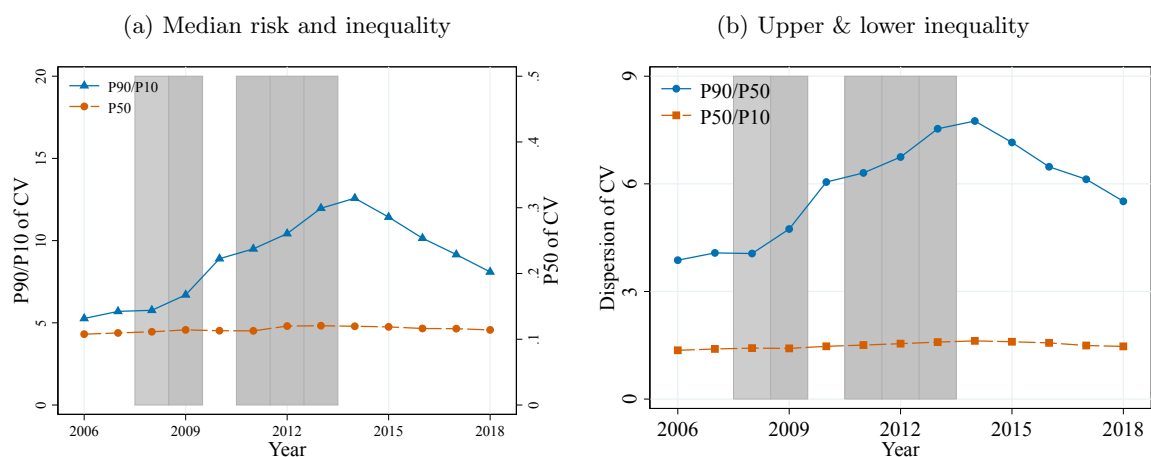 (a) Median risk and inequality
P90/P10
P50
P90/P10 of CV
0
5
10
15
20
P50 of CV
0
.1
.2
.3
.4
.5
2006
2009
2012
2015
2018
Year
(b) Upper & lower inequality
P90/P50
P50/P10
Dispersion of CV
0
3
6
9
2006
2009
2012
2015
2018
Year